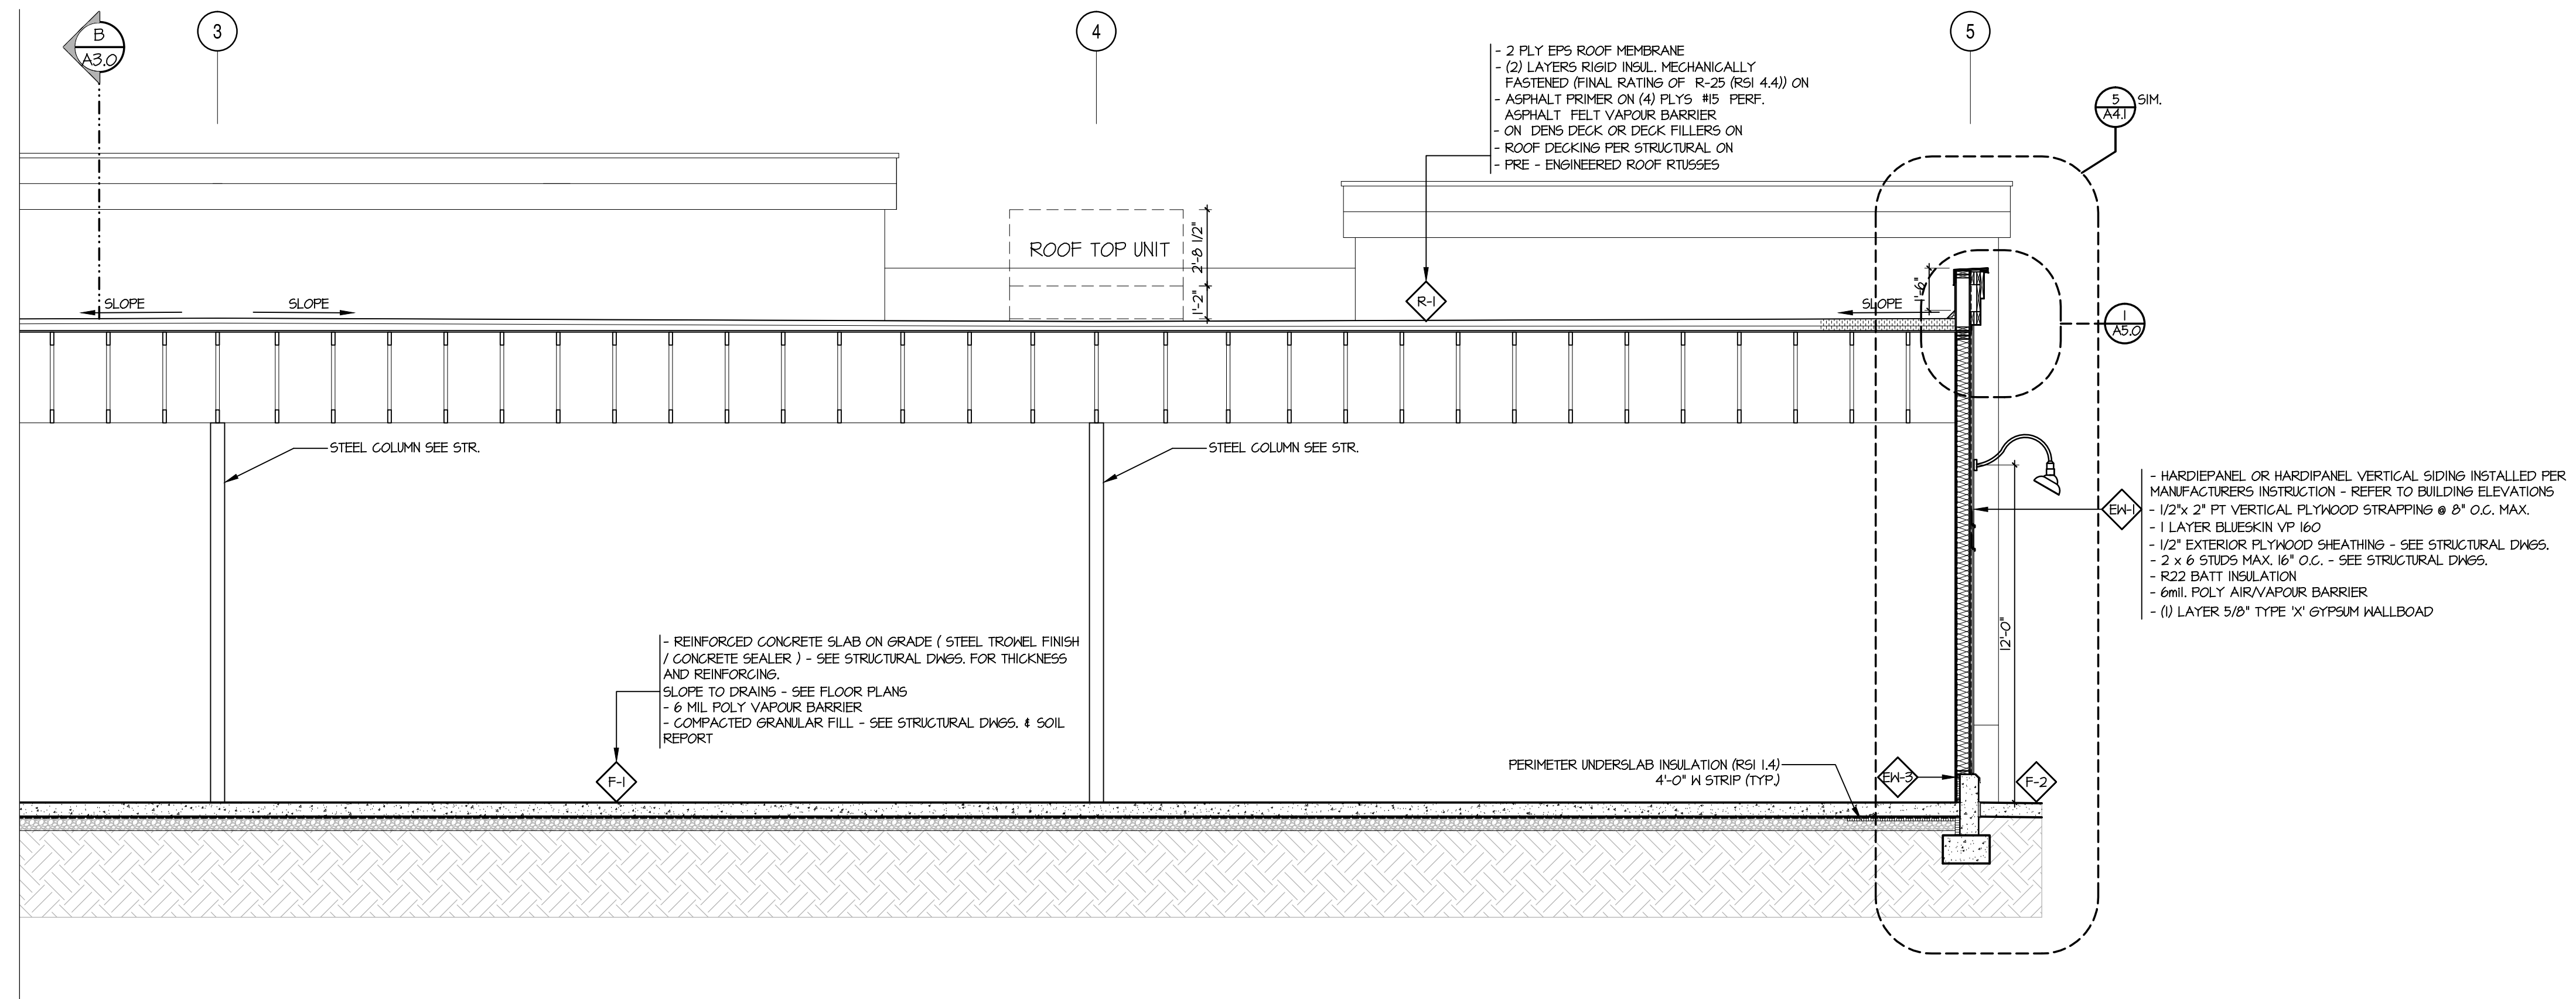 B
A3.0
3
4
5
- 2 PLY EPS ROOF MEMBRANE
- (2) LAYERS RIGID INSUL. MECHANICALLY
FASTENED (FINAL RATING OF R-25 (RSI 4.4)) ON
- ASPHALT PRIMER ON (4) PLYS #15 PERF.
ASPHALT FELT VAPOUR BARRIER
- ON DENS DECK OR DECK FILLERS ON
- ROOF DECKING PER STRUCTURAL ON
- PRE - ENGINEERED ROOF RTUSSES
5
A4.1
SIM.
ROOF TOP UNIT
2'-8 1/2"
1'-2"
R-1
SLOPE
SLOPE
SLOPE
1'-6"
1
A5.0
STEEL COLUMN SEE STR.
STEEL COLUMN SEE STR.
EW-1
- HARDIEPANEL OR HARDIPANEL VERTICAL SIDING INSTALLED PER
MANUFACTURERS INSTRUCTION - REFER TO BUILDING ELEVATIONS
- 1/2"x 2" PT VERTICAL PLYWOOD STRAPPING @ 8" O.C. MAX.
- 1 LAYER BLUESKIN VP 160
- 1/2" EXTERIOR PLYWOOD SHEATHING - SEE STRUCTURAL DWGS.
- 2 x 6 STUDS MAX. 16" O.C. - SEE STRUCTURAL DWGS.
- R22 BATT INSULATION
- 6mil. POLY AIR/VAPOUR BARRIER
- (1) LAYER 5/8" TYPE 'X' GYPSUM WALLBOAD
12'-0"
- REINFORCED CONCRETE SLAB ON GRADE ( STEEL TROWEL FINISH
/ CONCRETE SEALER ) - SEE STRUCTURAL DWGS. FOR THICKNESS
AND REINFORCING.
SLOPE TO DRAINS - SEE FLOOR PLANS
- 6 MIL POLY VAPOUR BARRIER
- COMPACTED GRANULAR FILL - SEE STRUCTURAL DWGS. & SOIL
REPORT
F-1
PERIMETER UNDERSLAB INSULATION (RSI 1.4)
4'-0" W STRIP (TYP.)
EW-3
F-2